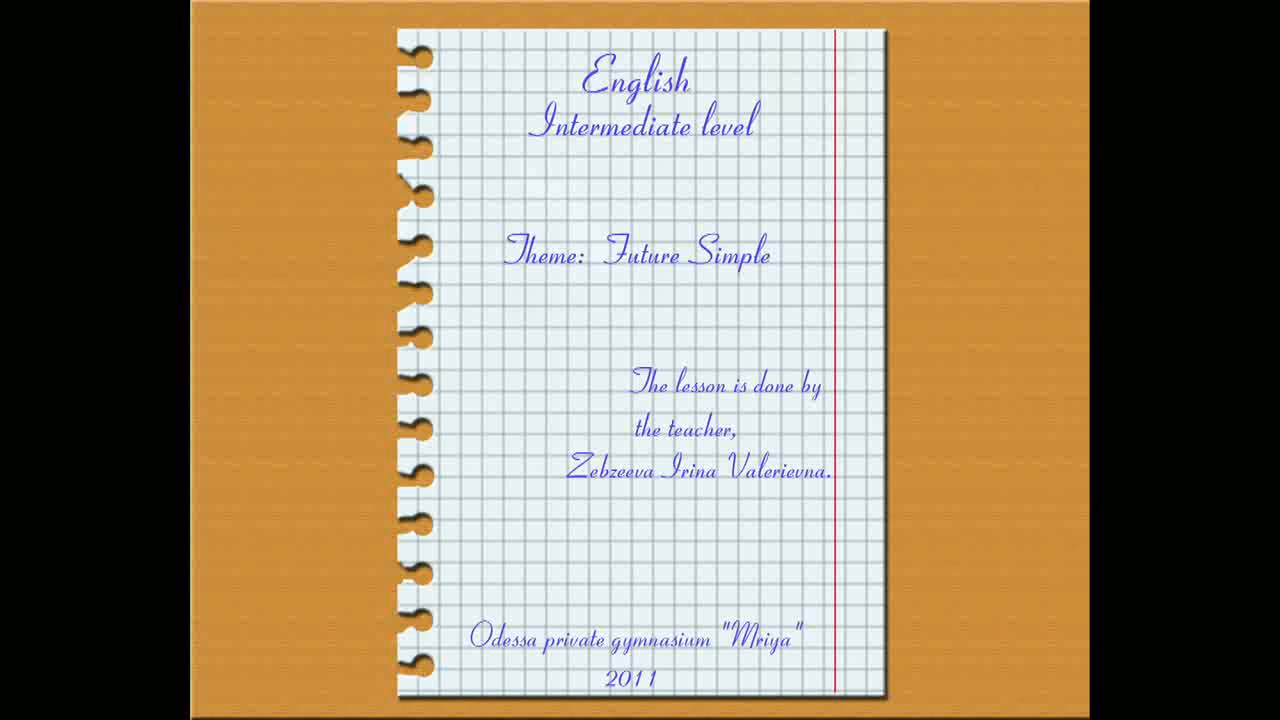 English
Intermediate level
Theme: Future Simple
The lesson is done by
the teacher,
Zebzeeva Irina Valerievna.
Odessa private gymnasium "Mriya"
2011